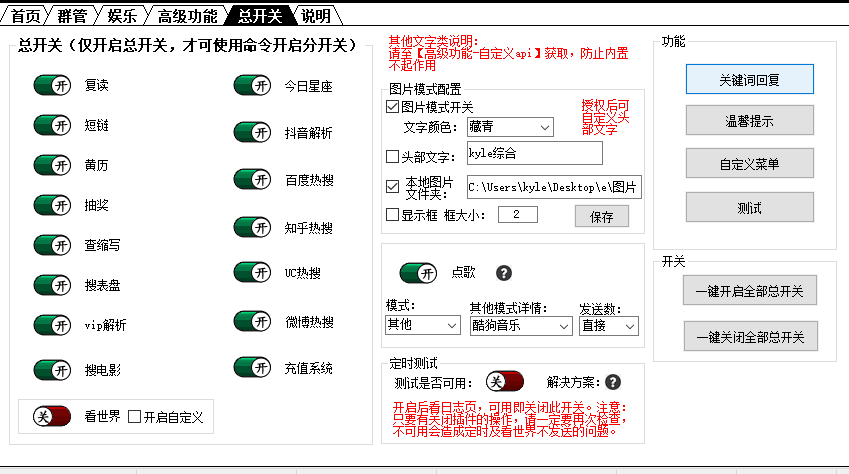 首页 群管 娱乐 高级功能 总开关 说明
总开关（仅开启总开关，才可使用命令开启分开关）
开 复读
开 短链
开 黄历
开 抽奖
开 查缩写
开 搜表盘
开 vip解析
开 搜电影
关 看世界 开启自定义
开 今日星座
开 抖音解析
开 百度热搜
开 知乎热搜
开 UC热搜
开 微博热搜
开 充值系统
其他文字类说明：
请至【高级功能-自定义api】获取，防止内置
不起作用
图片模式配置
图片模式开关
文字颜色： 藏青
授权后可
自定义头
部文字
头部文字： kyle综合
本地图片
文件夹： C:\Users\kyle\Desktop\e\图片
显示框 框大小： 2 保存
开 点歌 ?
模式： 其他模式详情： 发送数：
其他 酷狗音乐 直接
定时测试
测试是否可用： 关 解决方案： ?
开启后看日志页，可用即关闭此开关。注意：
只要有关闭插件的操作，请一定要再次检查，
不可用会造成定时及看世界不发送的问题。
功能
关键词回复
温馨提示
自定义菜单
测试
开关
一键开启全部总开关
一键关闭全部总开关